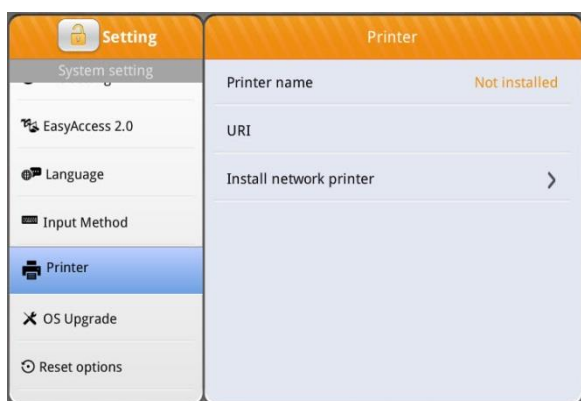 Setting
System setting
EasyAccess 2.0
Language
Input Method
Printer
OS Upgrade
Reset options
Printer
Printer name Not installed
URI
Install network printer